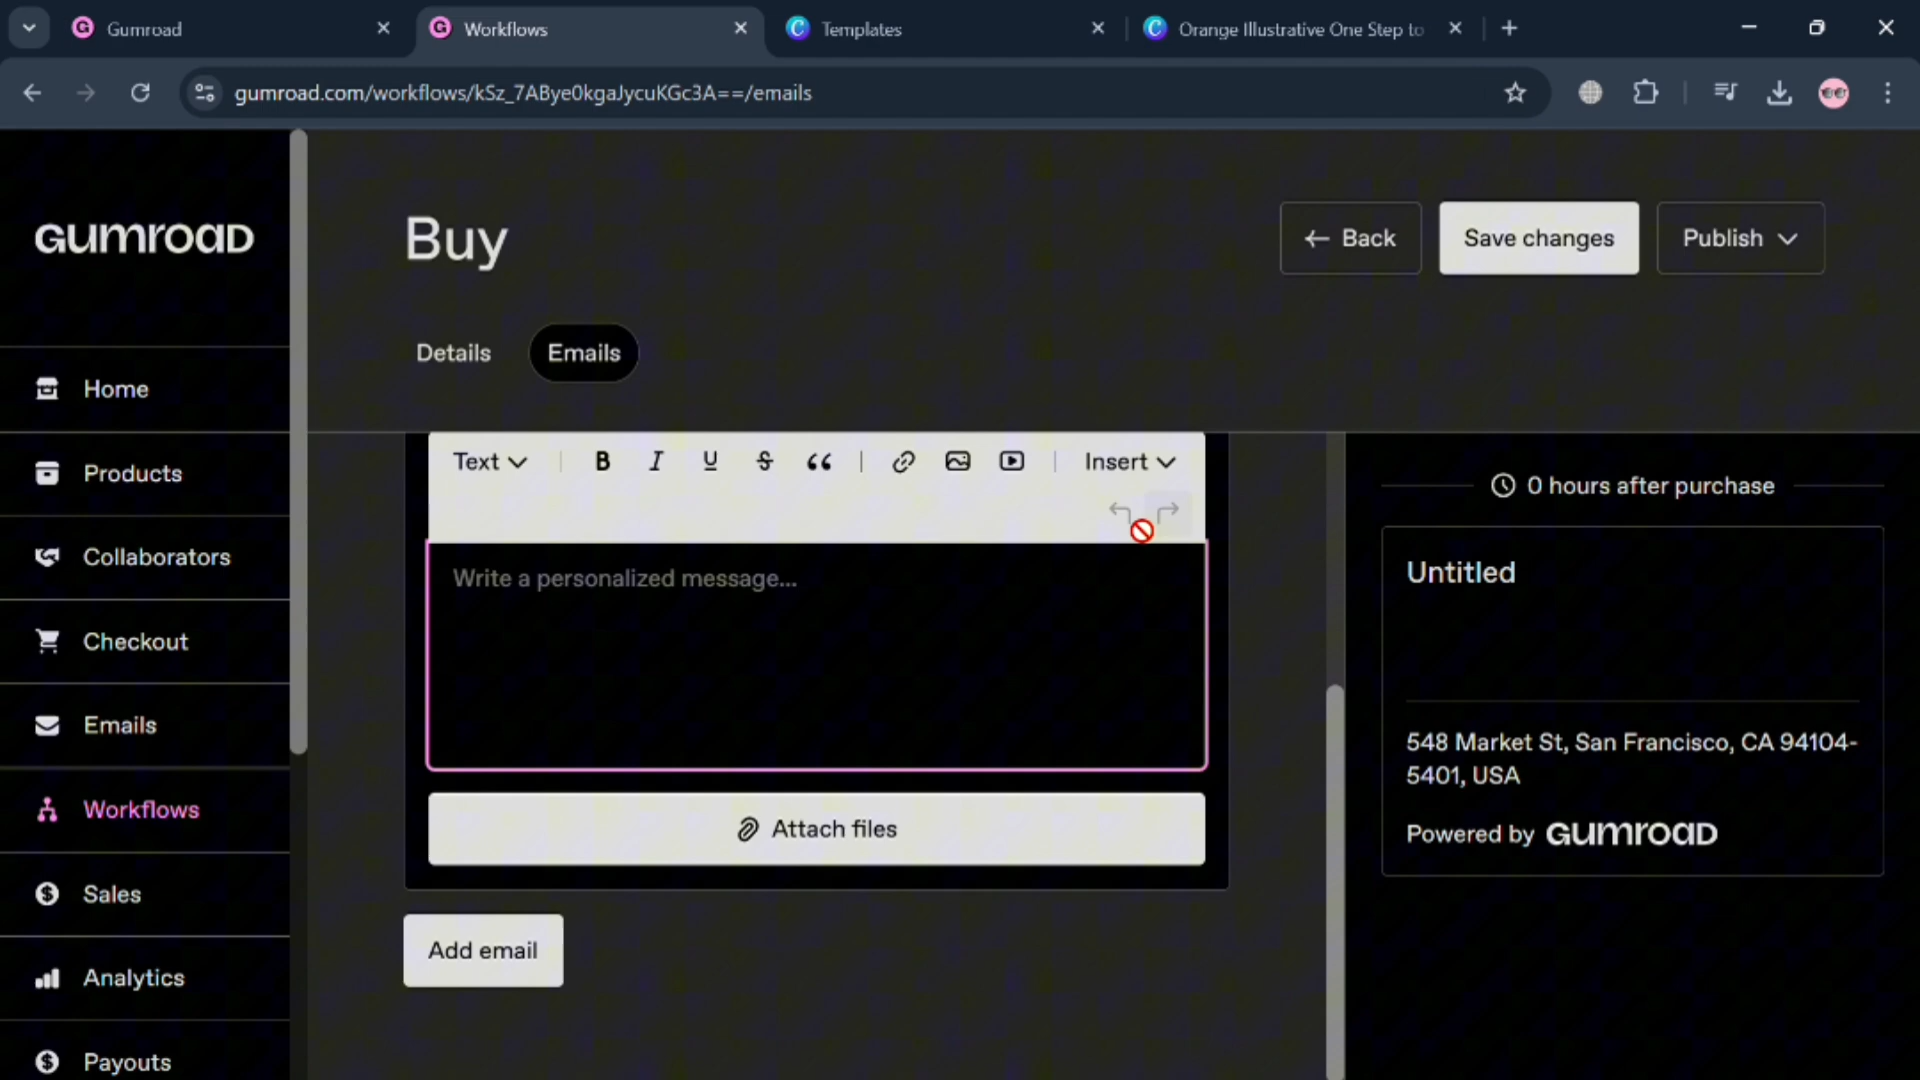 Gumroad
Workflows
Templates
Orange Illustrative One Step to
gumroad.com/workflows/kSz_7ABye0kgaJycuKGc3A==/emails
GUMROAD
Home
Products
Collaborators
Checkout
Emails
Workflows
Sales
Analytics
Payouts
Buy
Back
Save changes
Publish
Details
Emails
Text
B I U S
Insert
Write a personalized message...
Attach files
Add email
0 hours after purchase
Untitled
548 Market St, San Francisco, CA 94104-
5401, USA
Powered by GUMROAD